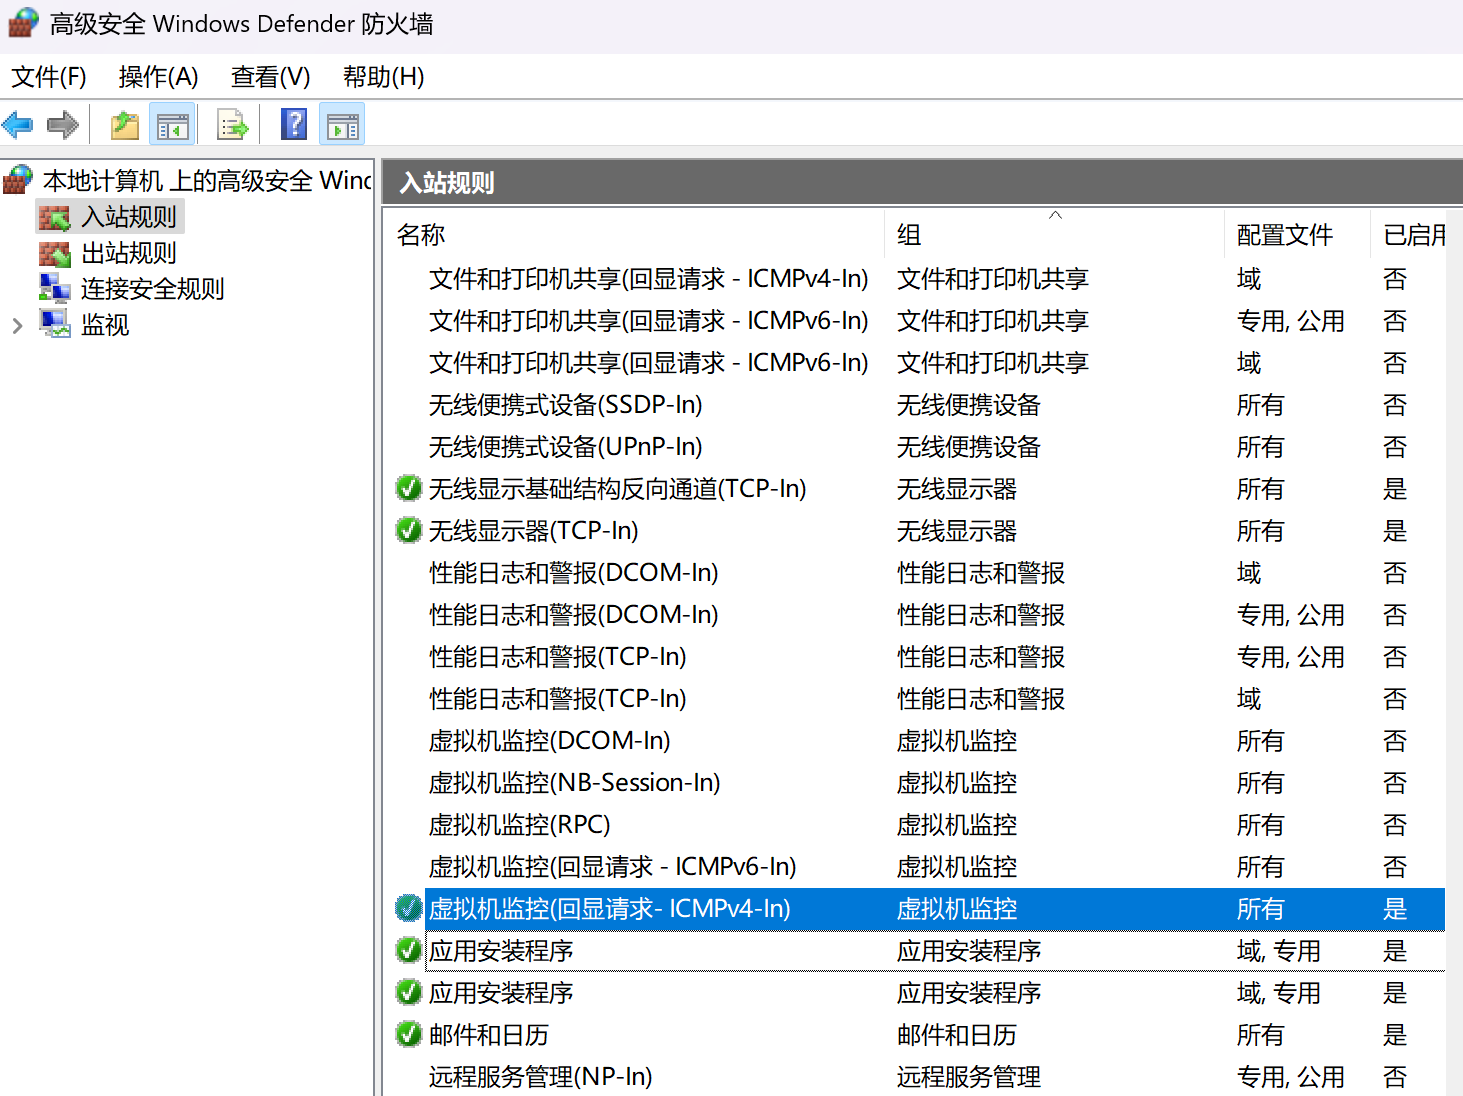 高级安全 Windows Defender 防火墙
文件(F) 操作(A) 查看(V) 帮助(H)
本地计算机 上的高级安全 Wind
入站规则
出站规则
连接安全规则
监视
入站规则
名称 组 配置文件 已启用
文件和打印机共享(回显请求 - ICMPv4-In) 文件和打印机共享 域 否
文件和打印机共享(回显请求 - ICMPv6-In) 文件和打印机共享 专用, 公用 否
文件和打印机共享(回显请求 - ICMPv6-In) 文件和打印机共享 域 否
无线便携式设备(SSDP-In) 无线便携设备 所有 否
无线便携式设备(UPnP-In) 无线便携设备 所有 否
无线显示基础结构反向通道(TCP-In) 无线显示器 所有 是
无线显示器(TCP-In) 无线显示器 所有 是
性能日志和警报(DCOM-In) 性能日志和警报 域 否
性能日志和警报(DCOM-In) 性能日志和警报 专用, 公用 否
性能日志和警报(TCP-In) 性能日志和警报 专用, 公用 否
性能日志和警报(TCP-In) 性能日志和警报 域 否
虚拟机监控(DCOM-In) 虚拟机监控 所有 否
虚拟机监控(NB-Session-In) 虚拟机监控 所有 否
虚拟机监控(RPC) 虚拟机监控 所有 否
虚拟机监控(回显请求 - ICMPv6-In) 虚拟机监控 所有 否
虚拟机监控(回显请求- ICMPv4-In) 虚拟机监控 所有 是
应用安装程序 应用安装程序 域, 专用 是
应用安装程序 应用安装程序 域, 专用 是
邮件和日历 邮件和日历 所有 是
远程服务管理(NP-In) 远程服务管理 专用, 公用 否